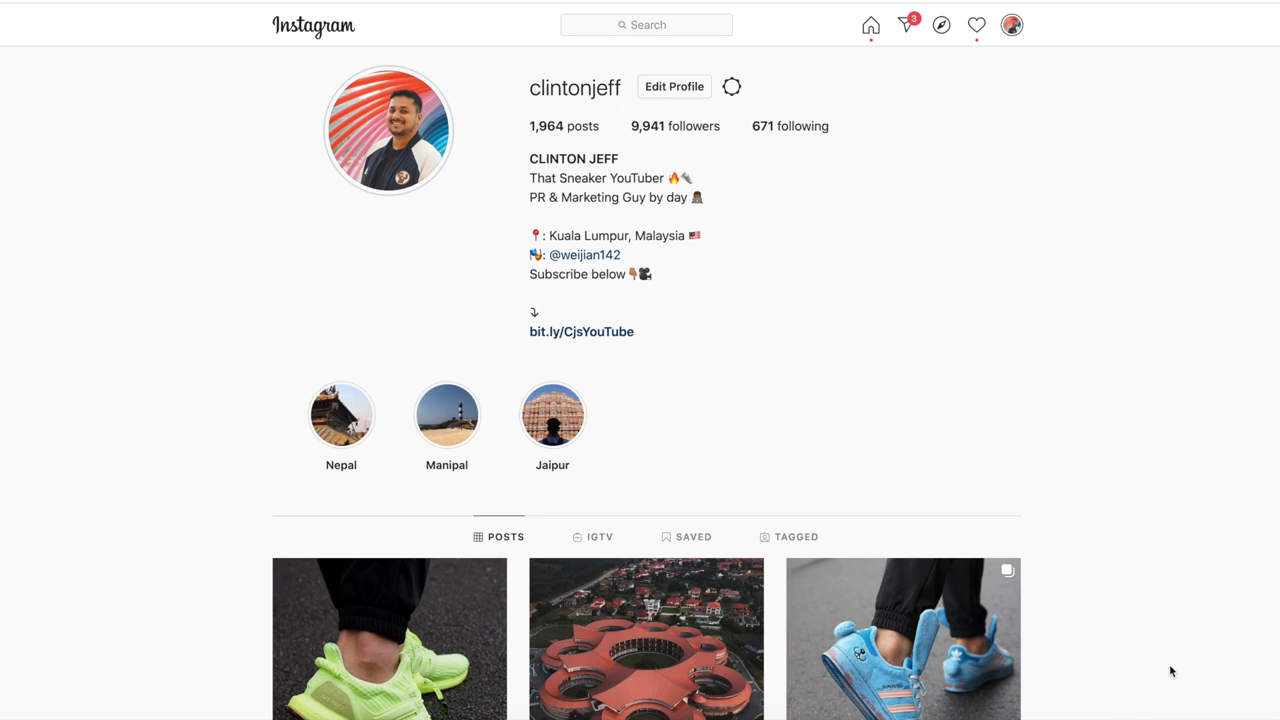 Instagram
Search
3
clintonjeff
Edit Profile
1,964 posts
9,941 followers
671 following
CLINTON JEFF
That Sneaker YouTuber 🔥🔌
PR & Marketing Guy by day 👨🏾‍💻
📍: Kuala Lumpur, Malaysia 🇲🇾
: @weijian142
Subscribe below 👇🏾🎥
⤵
bit.ly/CjsYouTube
Nepal
Manipal
Jaipur
POSTS
IGTV
SAVED
TAGGED